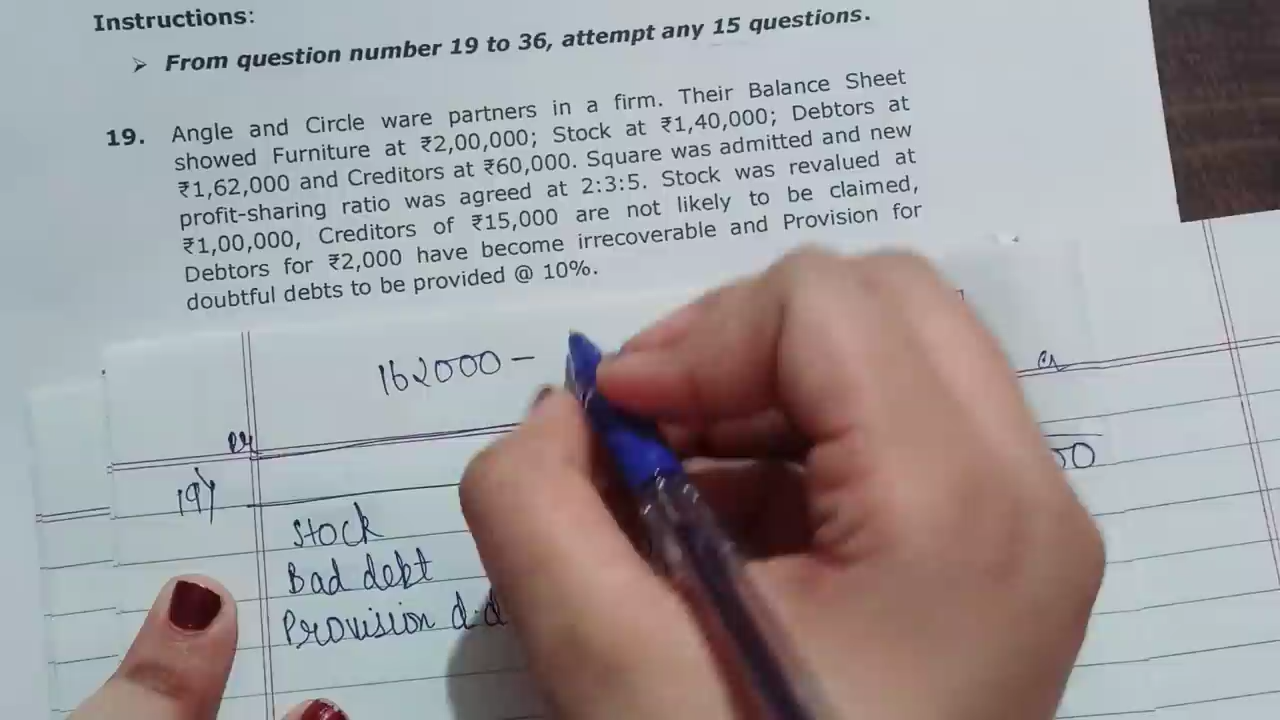 Instructions:
➢ From question number 19 to 36, attempt any 15 questions.
19. Angle and Circle ware partners in a firm. Their Balance Sheet
showed Furniture at ₹2,00,000; Stock at ₹1,40,000; Debtors at
₹1,62,000 and Creditors at ₹60,000. Square was admitted and new
profit-sharing ratio was agreed at 2:3:5. Stock was revalued at
₹1,00,000, Creditors of ₹15,000 are not likely to be claimed,
Debtors for ₹2,000 have become irrecoverable and Provision for
doubtful debts to be provided @ 10%.
162000 –
Dr
Cr
19)
Stock
Bad debt
Provision d.d